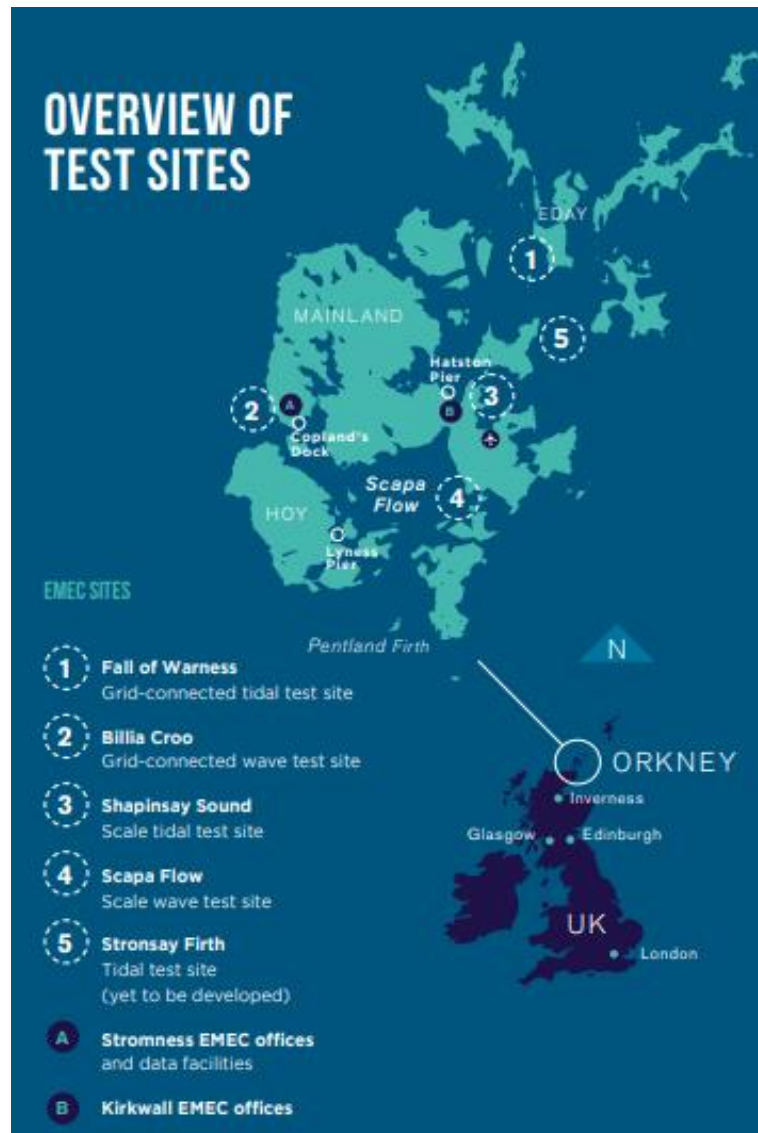 OVERVIEW OF
TEST SITES
EDAY
1
MAINLAND
5
Hatston
Pier
3
2
A
B
Copland's
Dock
Scapa
Flow
4
HOY
Lyness
Pier
EMEC SITES
Pentland Firth
N
1
Fall of Warness
Grid-connected tidal test site
2
Billia Croo
Grid-connected wave test site
3
Shapinsay Sound
Scale tidal test site
4
Scapa Flow
Scale wave test site
5
Stronsay Firth
Tidal test site
(yet to be developed)
A
Stromness EMEC offices
and data facilities
B
Kirkwall EMEC offices
ORKNEY
Inverness
Glasgow
Edinburgh
UK
London